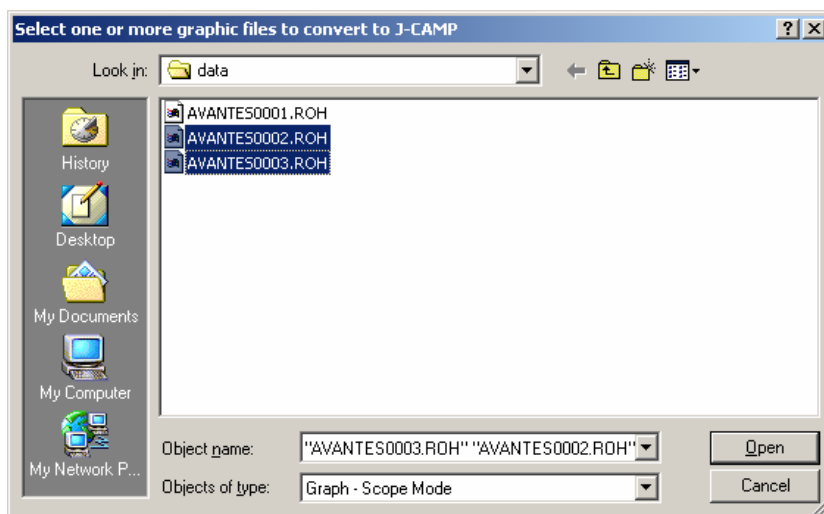 Select one or more graphic files to convert to J-CAMP
Look in: data
AVANTES0001.ROH
AVANTES0002.ROH
AVANTES0003.ROH
History
Desktop
My Documents
My Computer
My Network P...
Object name: "AVANTES0003.ROH" "AVANTES0002.ROH" Open
Objects of type: Graph - Scope Mode Cancel